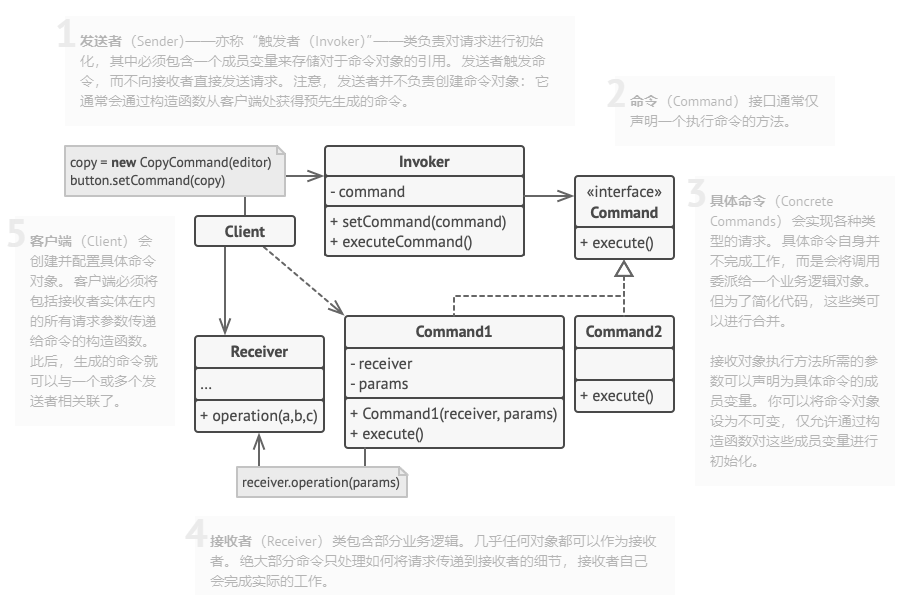 1
发送者 （Sender）——亦称 “触发者 （Invoker）”——类负责对请求进行初始
化， 其中必须包含一个成员变量来存储对于命令对象的引用。 发送者触发命
令， 而不向接收者直接发送请求。 注意， 发送者并不负责创建命令对象： 它
通常会通过构造函数从客户端处获得预先生成的命令。
2
命令 （Command） 接口通常仅
声明一个执行命令的方法。
copy = new CopyCommand(editor)
button.setCommand(copy)
Invoker
- command
+ setCommand(command)
+ executeCommand()
«interface»
Command
+ execute()
3
具体命令 （Concrete
Commands） 会实现各种类
型的请求。 具体命令自身并
不完成工作， 而是会将调用
委派给一个业务逻辑对象。
但为了简化代码， 这些类可
以进行合并。
接收对象执行方法所需的参
数可以声明为具体命令的成
员变量。 你可以将命令对象
设为不可变， 仅允许通过构
造函数对这些成员变量进行
初始化。
5
客户端 （Client） 会
创建并配置具体命令
对象。 客户端必须将
包括接收者实体在内
的所有请求参数传递
给命令的构造函数。
此后， 生成的命令就
可以与一个或多个发
送者相关联了。
Client
Receiver
...
+ operation(a,b,c)
Command1
- receiver
- params
+ Command1(receiver, params)
+ execute()
Command2
+ execute()
receiver.operation(params)
4
接收者 （Receiver） 类包含部分业务逻辑。 几乎任何对象都可以作为接收
者。 绝大部分命令只处理如何将请求传递到接收者的细节， 接收者自己
会完成实际的工作。